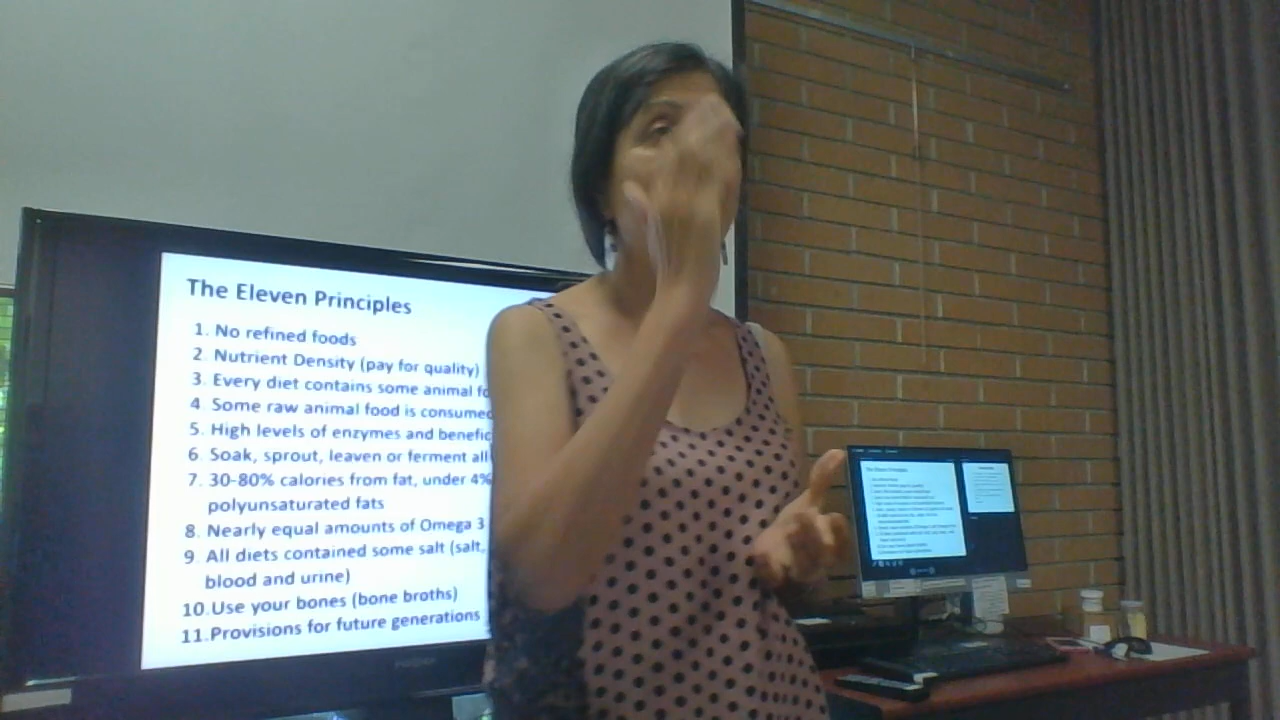 The Eleven Principles
1. No refined foods
2. Nutrient Density (pay for quality)
3. Every diet contains some animal
4. Some raw animal food is consumed
5. High levels of enzymes and
6. Soak, sprout, leaven or ferment all
7. 30-80% calories from fat, under 4%
polyunsaturated fats
8. Nearly equal amounts of Omega 3
9. All diets contained some salt (salt,
blood and urine)
10. Use your bones (bone broths)
11. Provisions for future generations
The Eleven Principles